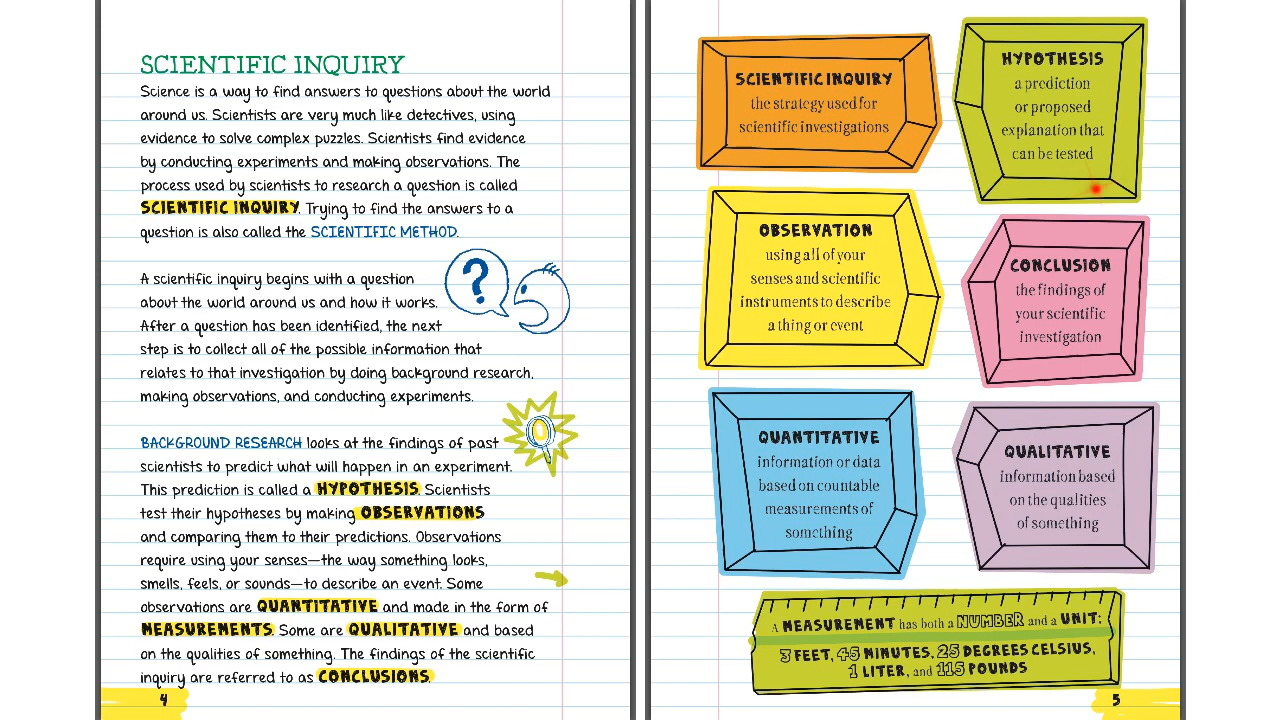 SCIENTIFIC INQUIRY
Science is a way to find answers to questions about the world
around us. Scientists are very much like detectives, using
evidence to solve complex puzzles. Scientists find evidence
by conducting experiments and making observations. The
process used by scientists to research a question is called
SCIENTIFIC INQUIRY. Trying to find the answers to a
question is also called the SCIENTIFIC METHOD.
A scientific inquiry begins with a question
about the world around us and how it works.
After a question has been identified, the next
step is to collect all of the possible information that
relates to that investigation by doing background research,
making observations, and conducting experiments.
?
BACKGROUND RESEARCH looks at the findings of past
scientists to predict what will happen in an experiment.
This prediction is called a HYPOTHESIS. Scientists
test their hypotheses by making OBSERVATIONS
and comparing them to their predictions. Observations
require using your senses—the way something looks,
smells, feels, or sounds—to describe an event. Some
observations are QUANTITATIVE and made in the form of
MEASUREMENTS. Some are QUALITATIVE and based
on the qualities of something. The findings of the scientific
inquiry are referred to as CONCLUSIONS.
4
SCIENTIFIC INQUIRY
the strategy used for
scientific investigations
HYPOTHESIS
a prediction
or proposed
explanation that
can be tested
OBSERVATION
using all of your
senses and scientific
instruments to describe
a thing or event
CONCLUSION
the findings of
your scientific
investigation
QUANTITATIVE
information or data
based on countable
measurements of
something
QUALITATIVE
information based
on the qualities
of something
A MEASUREMENT has both a NUMBER and a UNIT:
3 FEET, 45 MINUTES, 25 DEGREES CELSIUS,
1 LITER, and 115 POUNDS
5